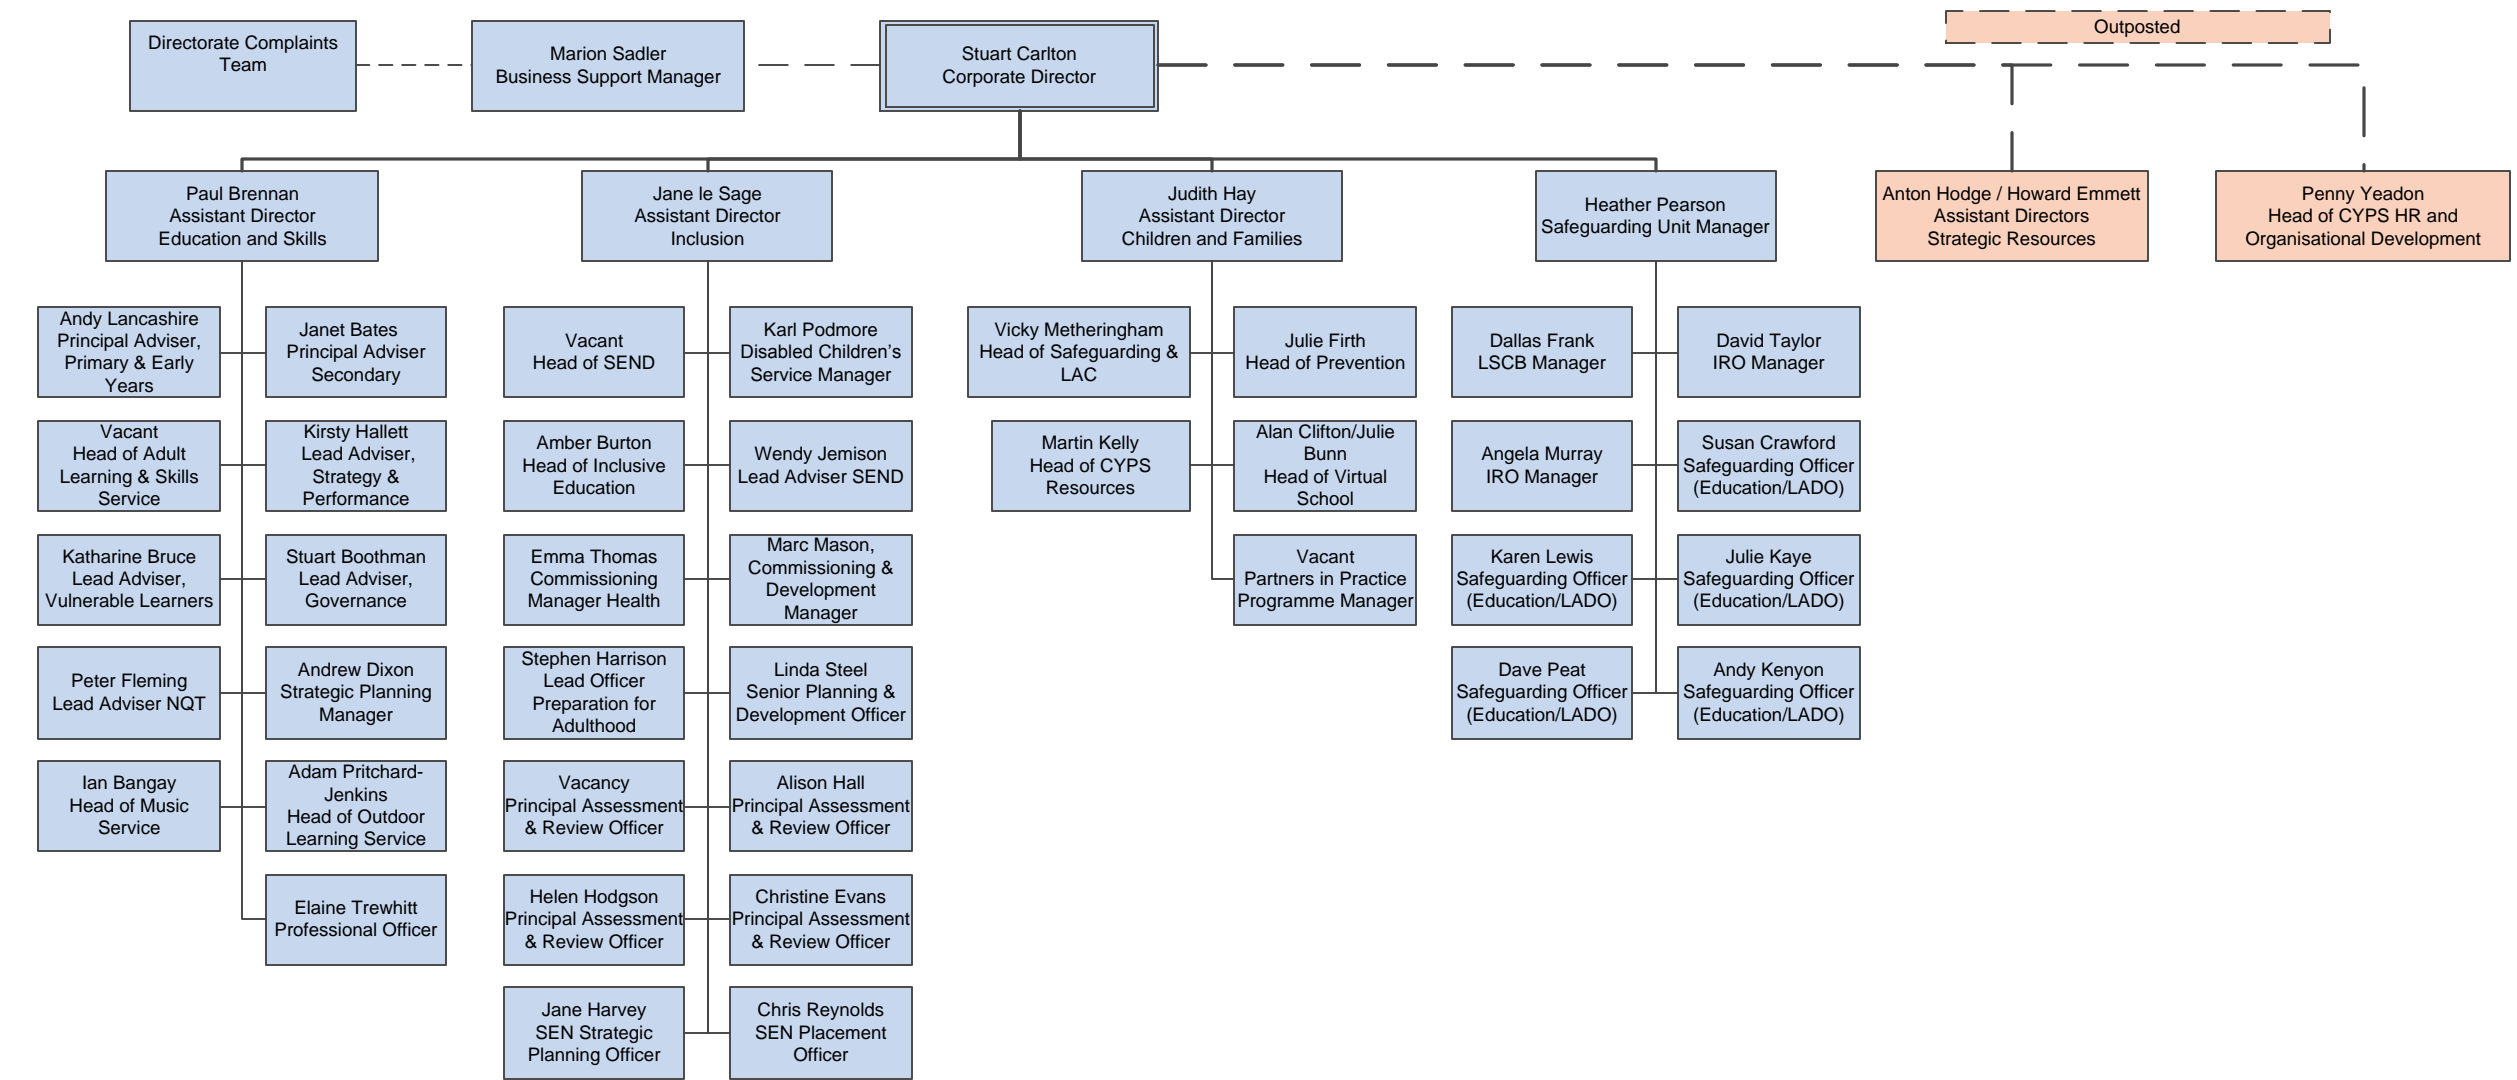 Directorate Complaints
Team
Marion Sadler
Business Support Manager
Stuart Carlton
Corporate Director
Outposted
Paul Brennan
Assistant Director
Education and Skills
Jane le Sage
Assistant Director
Inclusion
Judith Hay
Assistant Director
Children and Families
Heather Pearson
Safeguarding Unit Manager
Anton Hodge / Howard Emmett
Assistant Directors
Strategic Resources
Penny Yeadon
Head of CYPS HR and
Organisational Development
Andy Lancashire
Principal Adviser,
Primary & Early
Years
Janet Bates
Principal Adviser
Secondary
Vacant
Head of Adult
Learning & Skills
Service
Kirsty Hallett
Lead Adviser,
Strategy &
Performance
Katharine Bruce
Lead Adviser,
Vulnerable Learners
Stuart Boothman
Lead Adviser,
Governance
Peter Fleming
Lead Adviser NQT
Andrew Dixon
Strategic Planning
Manager
Ian Bangay
Head of Music
Service
Adam Pritchard-
Jenkins
Head of Outdoor
Learning Service
Elaine Trewhitt
Professional Officer
Vacant
Head of SEND
Karl Podmore
Disabled Children’s
Service Manager
Amber Burton
Head of Inclusive
Education
Wendy Jemison
Lead Adviser SEND
Emma Thomas
Commissioning
Manager Health
Marc Mason,
Commissioning &
Development
Manager
Stephen Harrison
Lead Officer
Preparation for
Adulthood
Linda Steel
Senior Planning &
Development Officer
Vacancy
Principal Assessment
& Review Officer
Alison Hall
Principal Assessment
& Review Officer
Helen Hodgson
Principal Assessment
& Review Officer
Christine Evans
Principal Assessment
& Review Officer
Jane Harvey
SEN Strategic
Planning Officer
Chris Reynolds
SEN Placement
Officer
Vicky Metheringham
Head of Safeguarding &
LAC
Julie Firth
Head of Prevention
Martin Kelly
Head of CYPS
Resources
Alan Clifton/Julie
Bunn
Head of Virtual
School
Vacant
Partners in Practice
Programme Manager
Dallas Frank
LSCB Manager
David Taylor
IRO Manager
Angela Murray
IRO Manager
Susan Crawford
Safeguarding Officer
(Education/LADO)
Karen Lewis
Safeguarding Officer
(Education/LADO)
Julie Kaye
Safeguarding Officer
(Education/LADO)
Dave Peat
Safeguarding Officer
(Education/LADO)
Andy Kenyon
Safeguarding Officer
(Education/LADO)